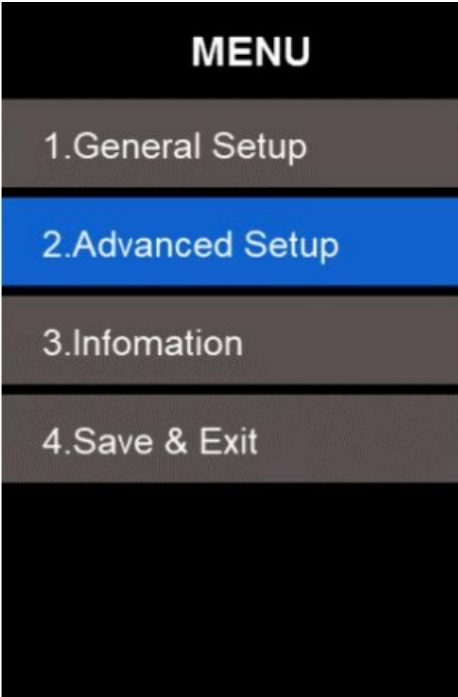 MENU
1.General Setup
2.Advanced Setup
3.Infomation
4.Save & Exit